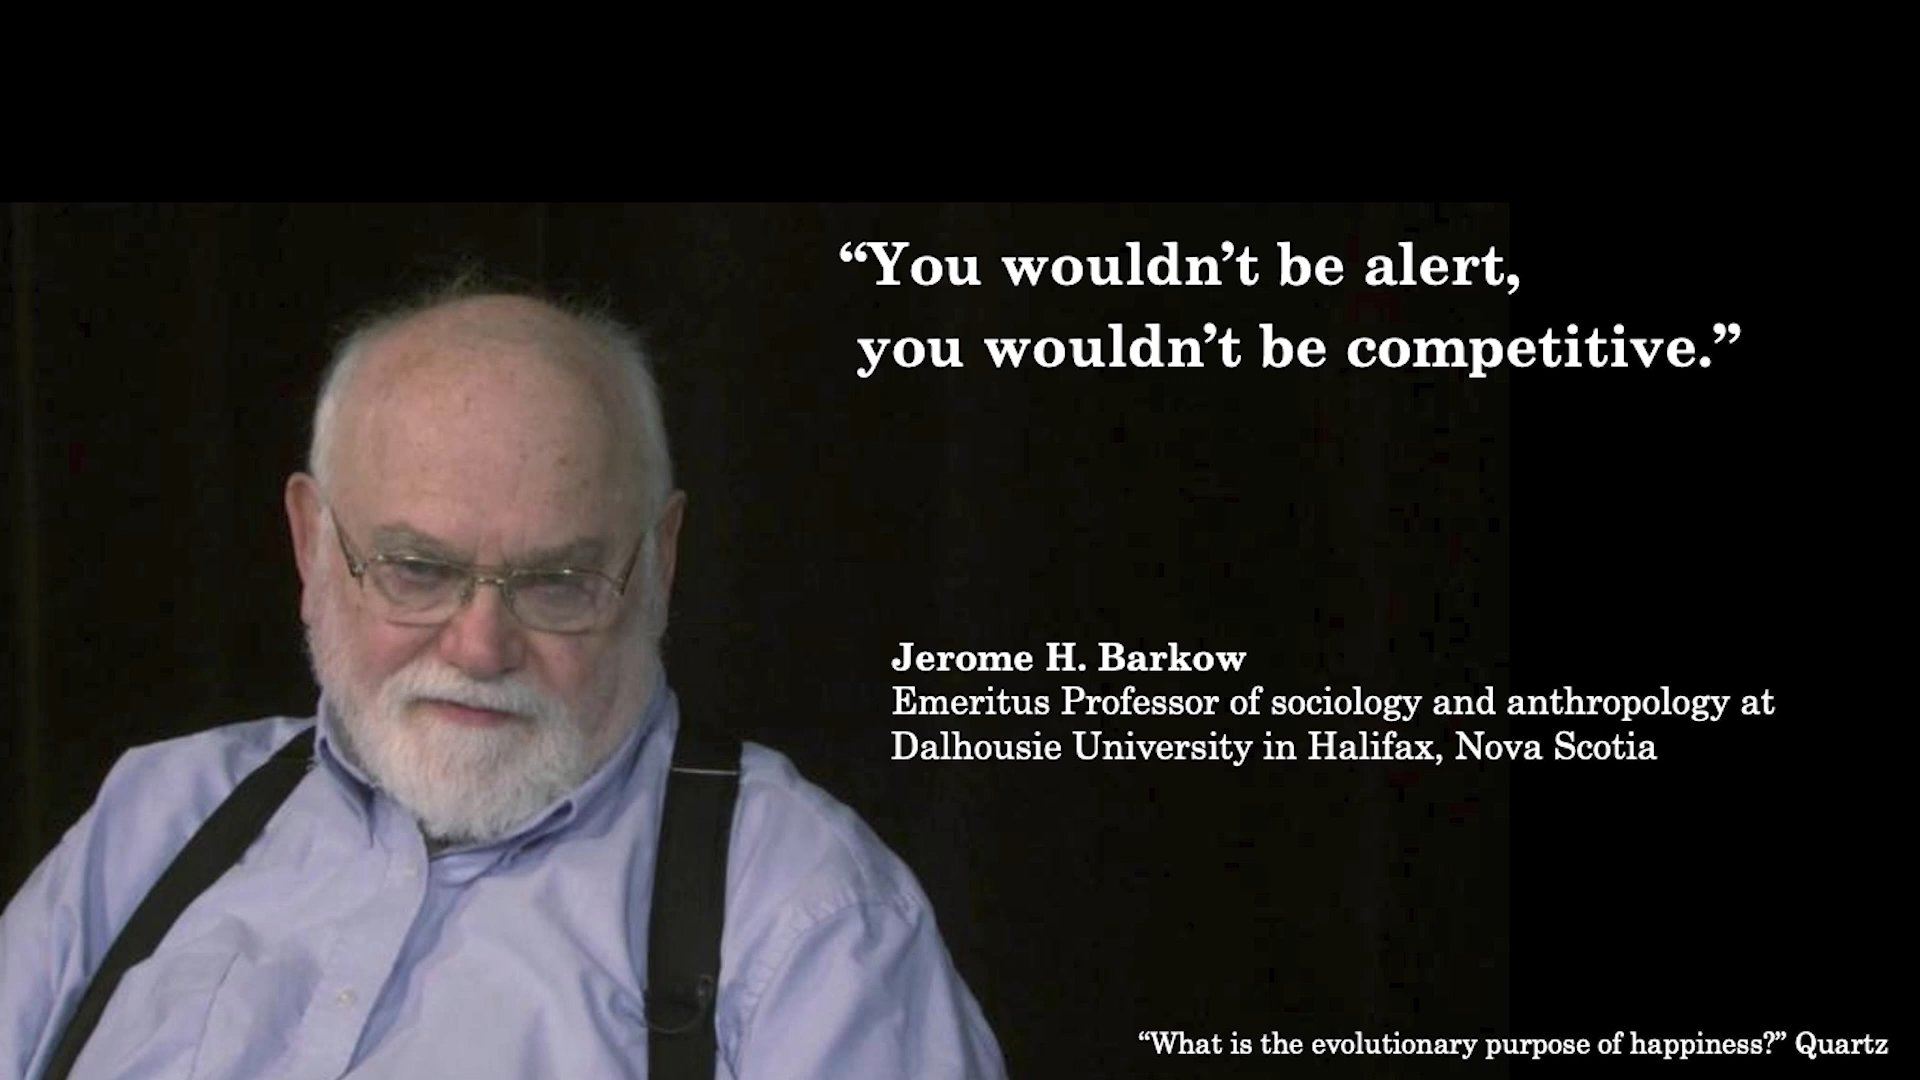 “You wouldn’t be alert,
you wouldn’t be competitive.”
Jerome H. Barkow
Emeritus Professor of sociology and anthropology at
Dalhousie University in Halifax, Nova Scotia
“What is the evolutionary purpose of happiness?” Quartz